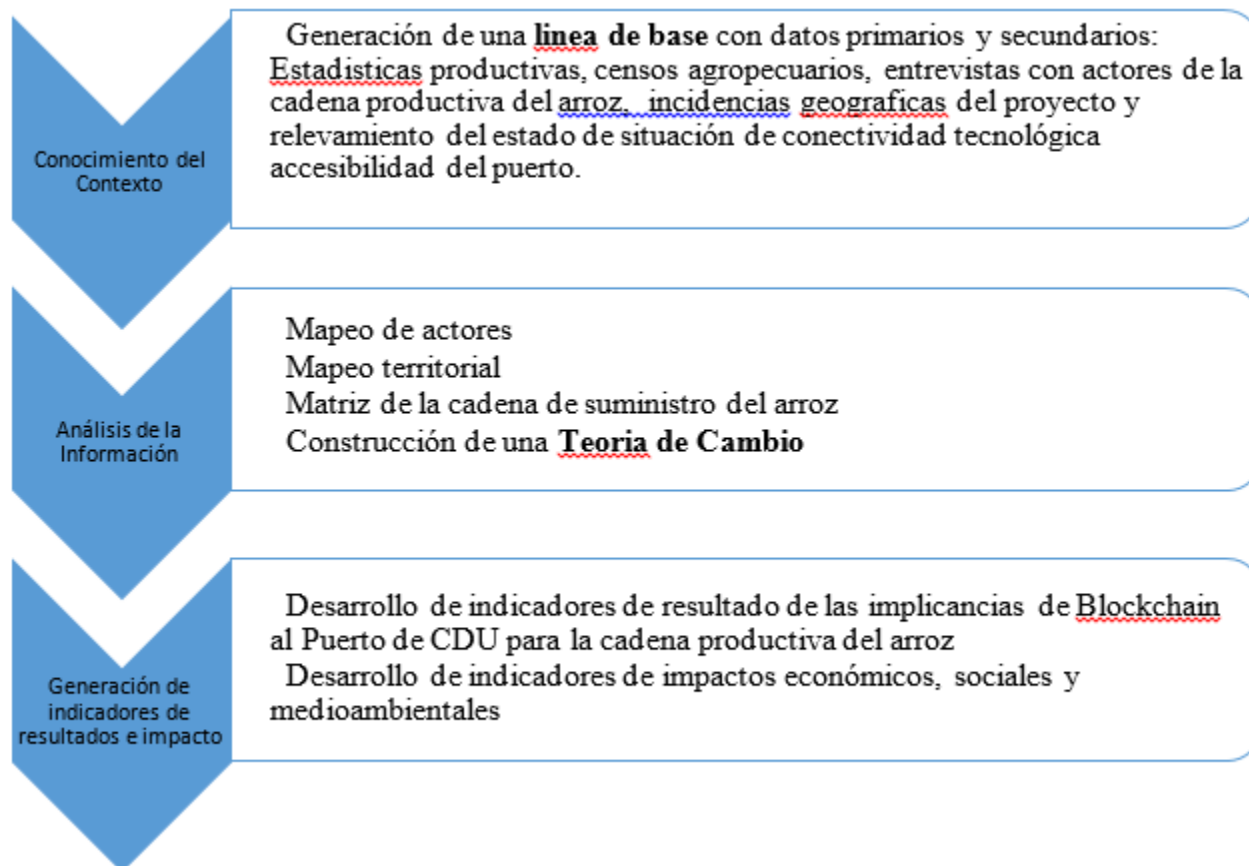 Conocimiento del
Contexto
Generación de una linea de base con datos primarios y secundarios:
Estadisticas productivas, censos agropecuarios, entrevistas con actores de la
cadena productiva del arroz, incidencias geograficas del proyecto y
relevamiento del estado de situación de conectividad tecnológica
accesibilidad del puerto.
Análisis de la
Información
Mapeo de actores
Mapeo territorial
Matriz de la cadena de suministro del arroz
Construcción de una Teoria de Cambio
Generación de
indicadores de
resultados e impacto
Desarrollo de indicadores de resultado de las implicancias de Blockchain
al Puerto de CDU para la cadena productiva del arroz
Desarrollo de indicadores de impactos económicos, sociales y
medioambientales